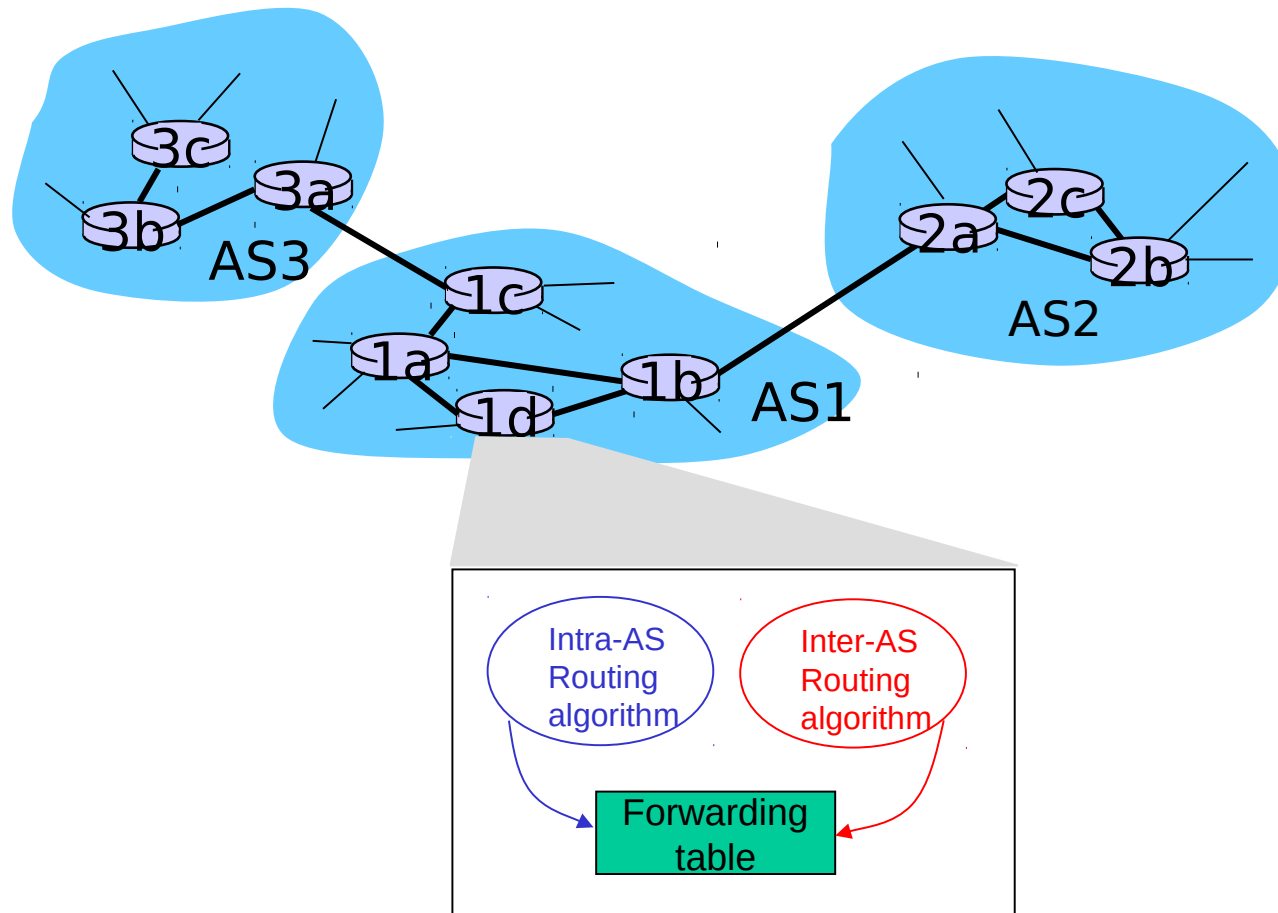 3c
3a
3b
AS3
2c
2a
2b
AS2
1c
1a
1b
1d
AS1
Intra-AS
Routing
algorithm
Inter-AS
Routing
algorithm
Forwarding
table